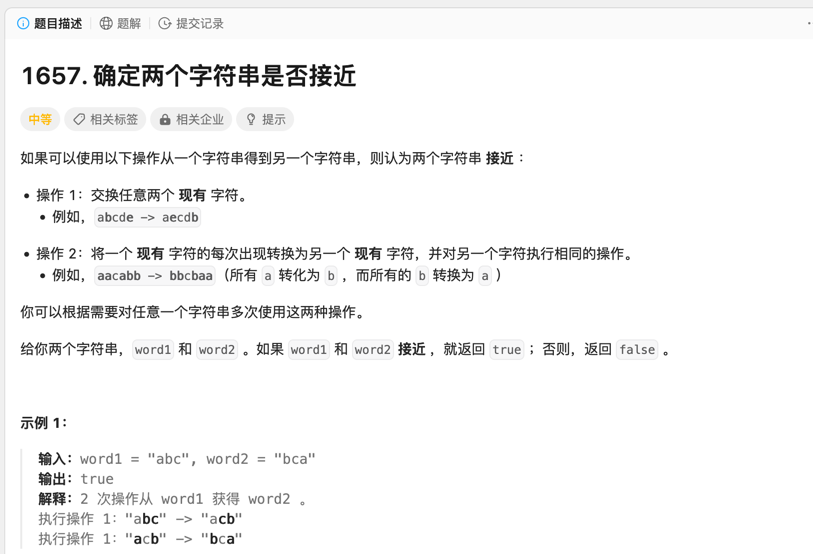 题目描述 题解 提交记录
1657. 确定两个字符串是否接近
中等 相关标签 相关企业 提示
如果可以使用以下操作从一个字符串得到另一个字符串，则认为两个字符串 接近 ：
操作 1：交换任意两个 现有 字符。
例如，abcde -> aecdb
操作 2：将一个 现有 字符的每次出现转换为另一个 现有 字符，并对另一个字符执行相同的操作。
例如，aacabb -> bbcbaa（所有 a 转化为 b ，而所有的 b 转换为 a ）
你可以根据需要对任意一个字符串多次使用这两种操作。
给你两个字符串，word1 和 word2 。如果 word1 和 word2 接近 ，就返回 true ；否则，返回 false 。
示例 1：
输入：word1 = "abc", word2 = "bca"
输出：true
解释：2 次操作从 word1 获得 word2 。
执行操作 1："abc" -> "acb"
执行操作 1："acb" -> "bca"